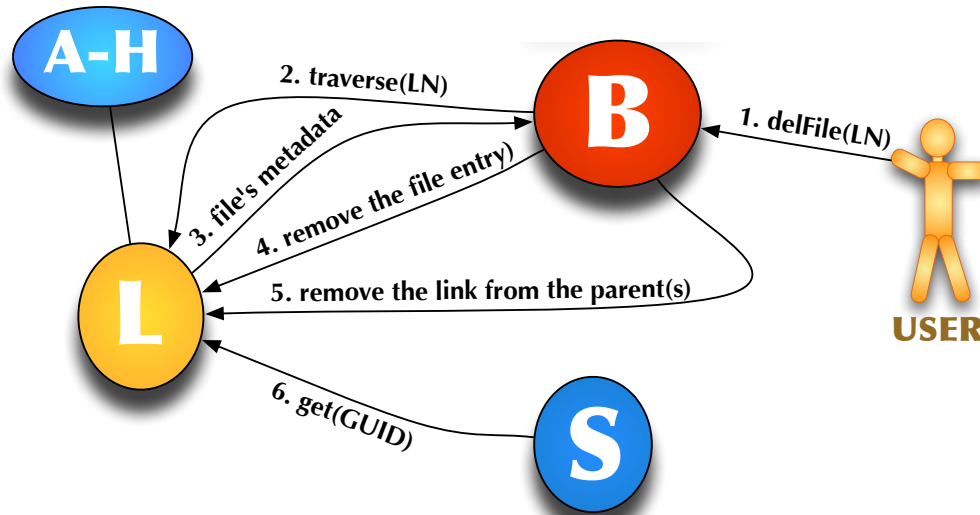 A-H
B
2. traverse(LN)
1. delFile(LN)
3. file's metadata
4. remove the file entry)
L
5. remove the link from the parent(s)
USER
6. get(GUID)
S